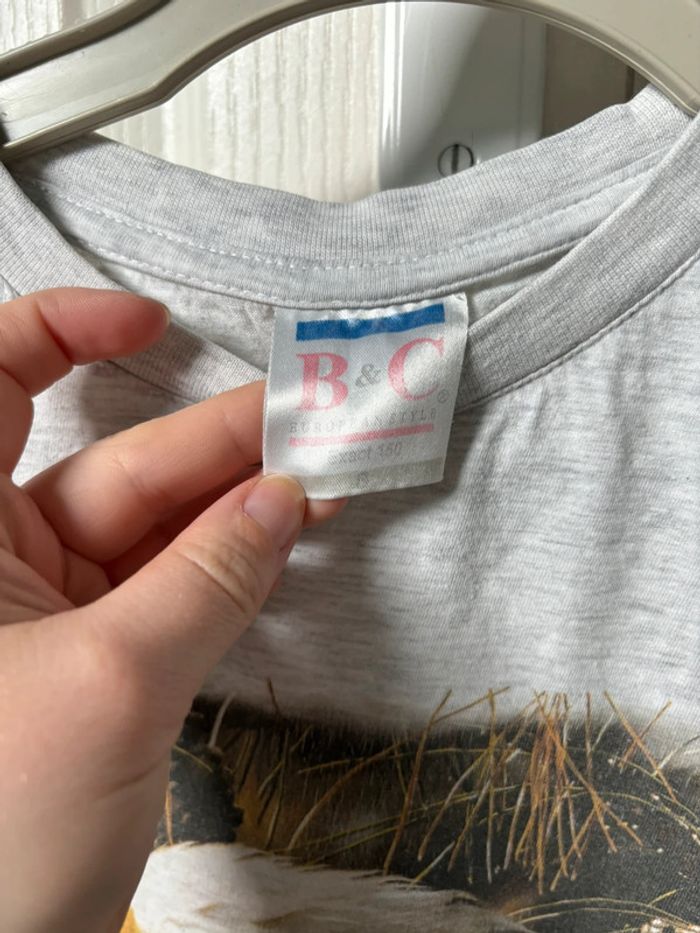 B & C ®
EUROPEAN STYLE
exact 150
S